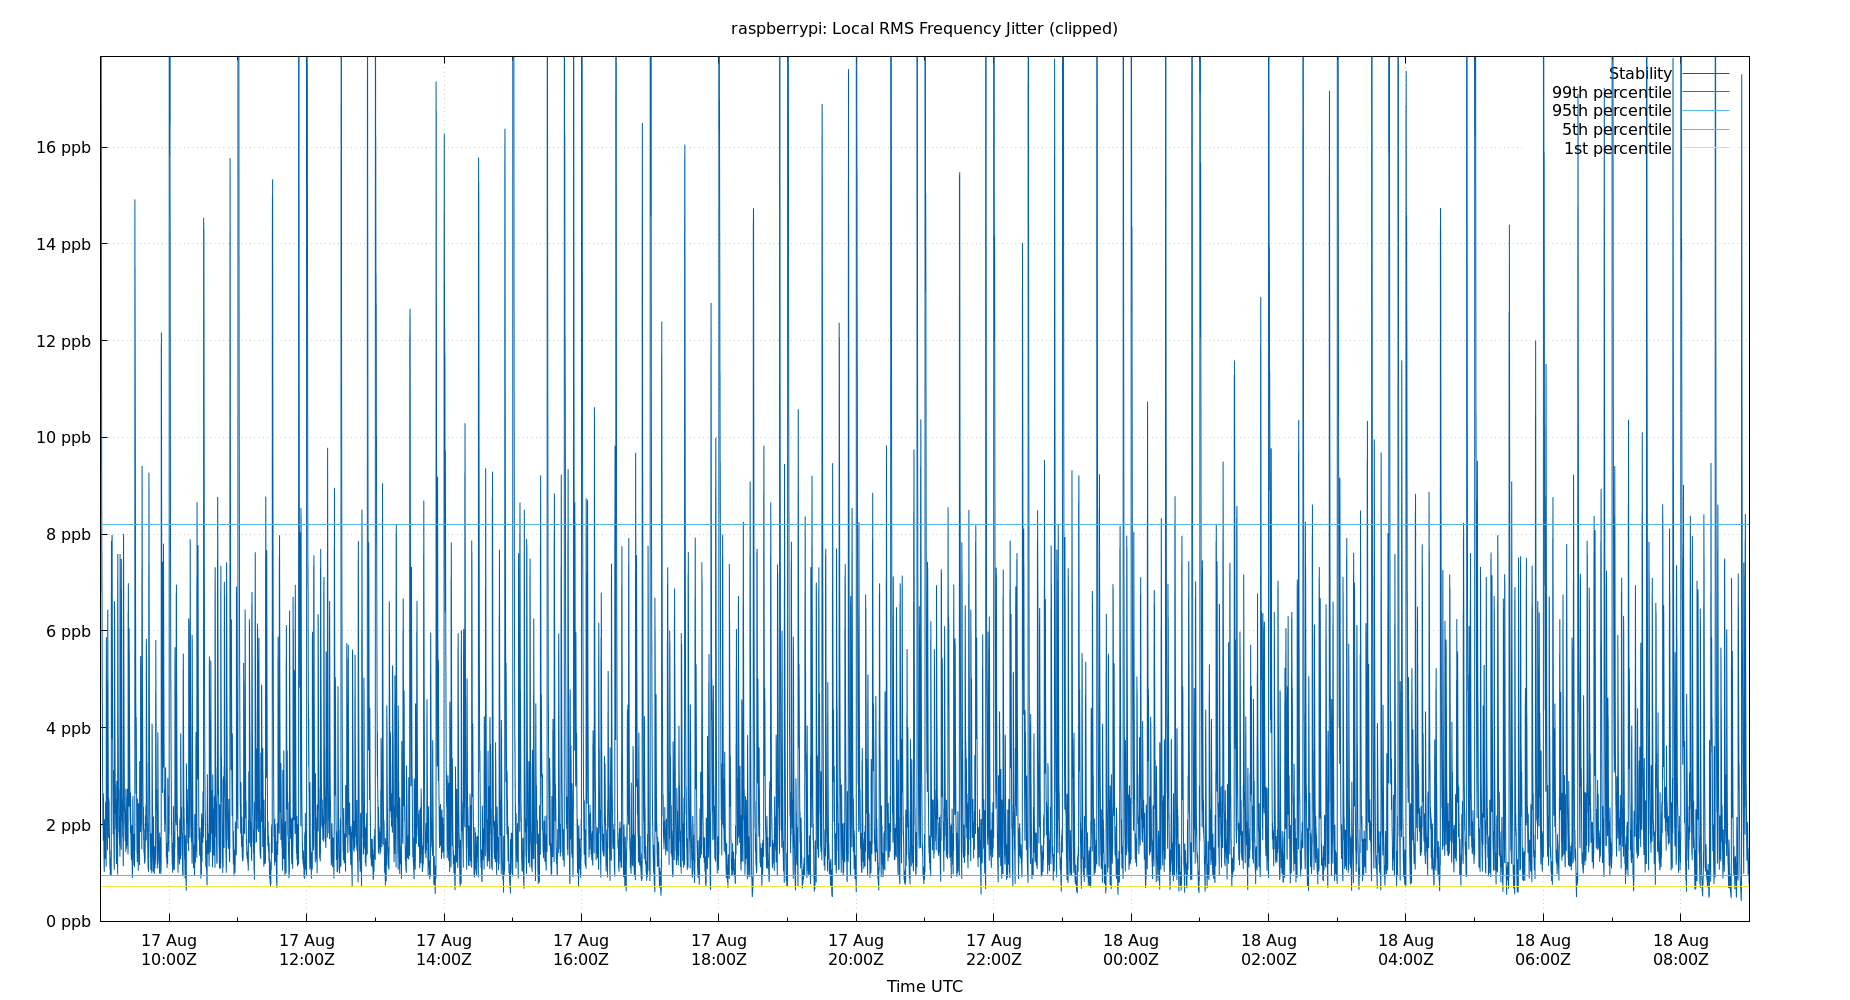 raspberrypi: Local RMS Frequency Jitter (clipped)
Stability
99th percentile
95th percentile
5th percentile
1st percentile
16 ppb
14 ppb
12 ppb
10 ppb
8 ppb
6 ppb
4 ppb
2 ppb
0 ppb
17 Aug 17 Aug 17 Aug 17 Aug 17 Aug 17 Aug 17 Aug 18 Aug 18 Aug 18 Aug 18 Aug 18 Aug
10:00Z 12:00Z 14:00Z 16:00Z 18:00Z 20:00Z 22:00Z 00:00Z 02:00Z 04:00Z 06:00Z 08:00Z
Time UTC